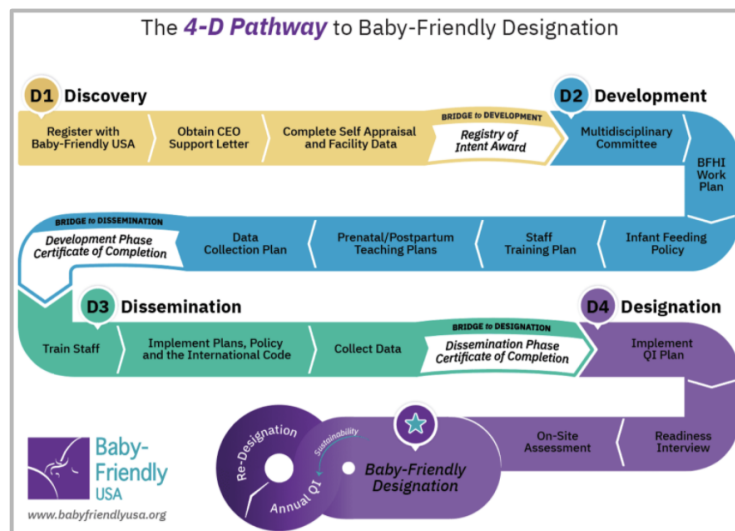 The 4-D Pathway to Baby-Friendly Designation
D1 Discovery
Register with
Baby-Friendly USA
Obtain CEO
Support Letter
Complete Self Appraisal
and Facility Data
BRIDGE to DEVELOPMENT
Registry of
Intent Award
D2 Development
Multidisciplinary
Committee
BFHI
Work
Plan
Infant Feeding
Policy
Staff
Training Plan
Prenatal/Postpartum
Teaching Plans
Data
Collection Plan
BRIDGE to DISSEMINATION
Development Phase
Certificate of Completion
D3 Dissemination
Train Staff
Implement Plans, Policy
and the International Code
Collect Data
BRIDGE to DESIGNATION
Dissemination Phase
Certificate of Completion
D4 Designation
Implement
QI Plan
Readiness
Interview
On-Site
Assessment
Baby-Friendly
Designation
Sustainability
Annual QI
Re-Designation
Baby-
Friendly
USA
www.babyfriendlyusa.org